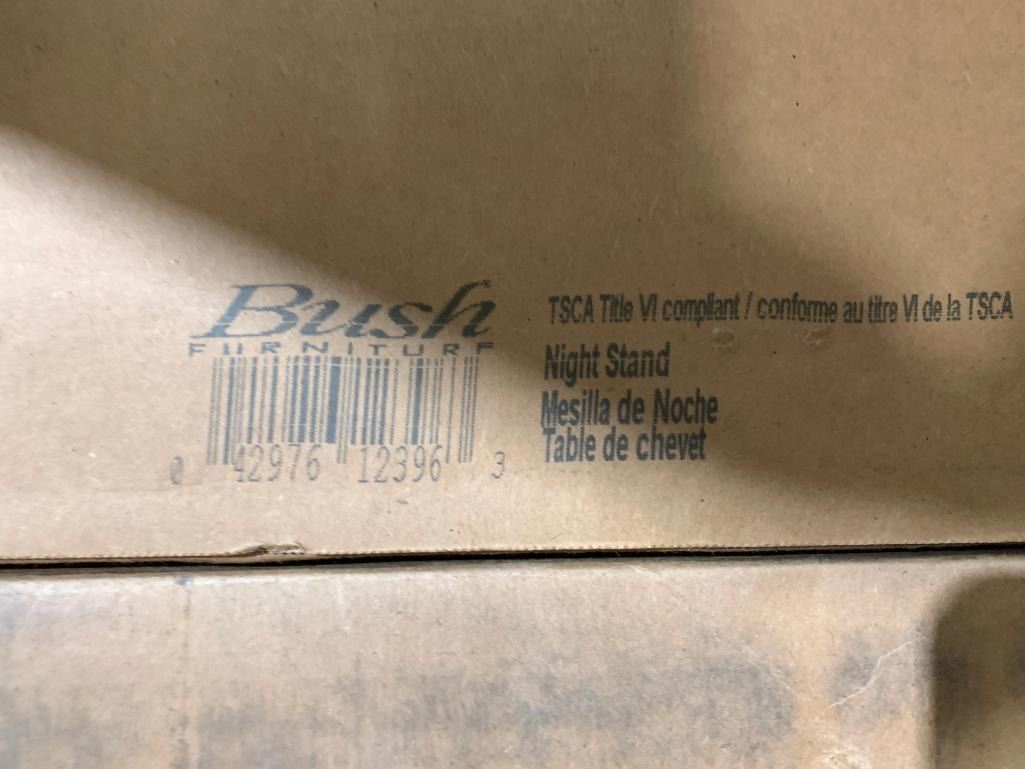 Bush
FURNITURE
0 42976 12396 3
TSCA Title VI compliant / conforme au titre VI de la TSCA
Night Stand
Mesilla de Noche
Table de chevet